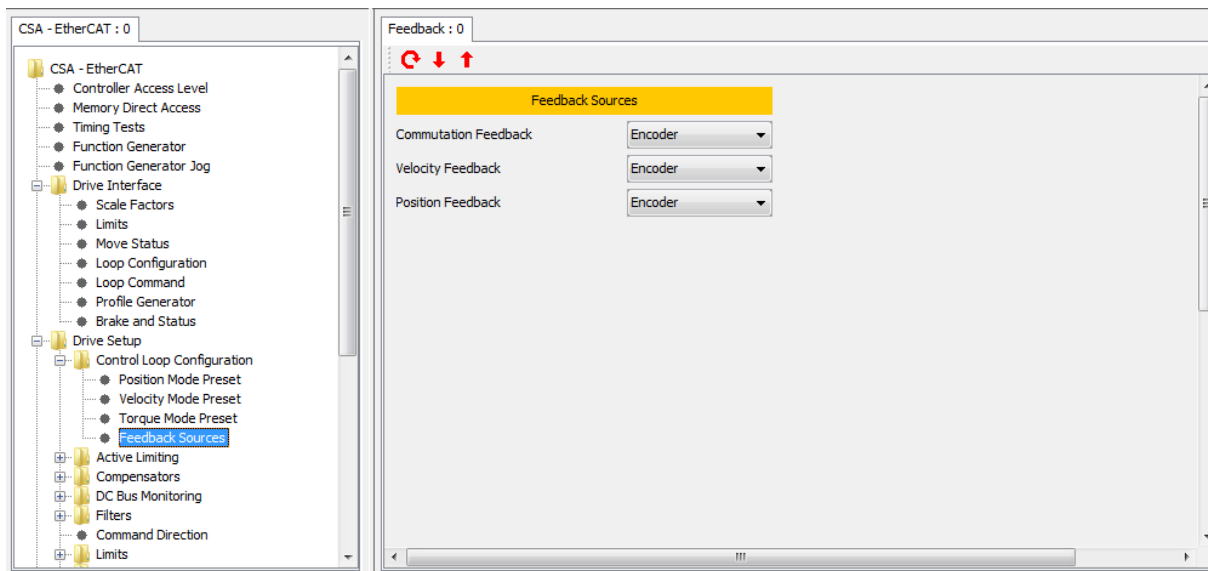 CSA - EtherCAT : 0
CSA - EtherCAT
Controller Access Level
Memory Direct Access
Timing Tests
Function Generator
Function Generator Jog
Drive Interface
Scale Factors
Limits
Move Status
Loop Configuration
Loop Command
Profile Generator
Brake and Status
Drive Setup
Control Loop Configuration
Position Mode Preset
Velocity Mode Preset
Torque Mode Preset
Feedback Sources
Active Limiting
Compensators
DC Bus Monitoring
Filters
Command Direction
Limits
Feedback : 0
Feedback Sources
Commutation Feedback Encoder
Velocity Feedback Encoder
Position Feedback Encoder